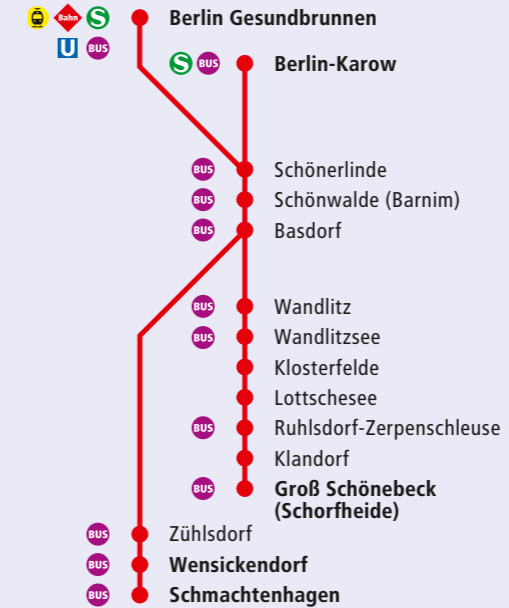 Bahn S Berlin Gesundbrunnen
U BUS
S BUS Berlin-Karow
BUS Schönerlinde
BUS Schönwalde (Barnim)
BUS Basdorf
BUS Wandlitz
BUS Wandlitzsee
Klosterfelde
Lottschesee
BUS Ruhlsdorf-Zerpenschleuse
Klandorf
BUS Groß Schönebeck
(Schorfheide)
BUS Zühlsdorf
BUS Wensickendorf
BUS Schmachtenhagen